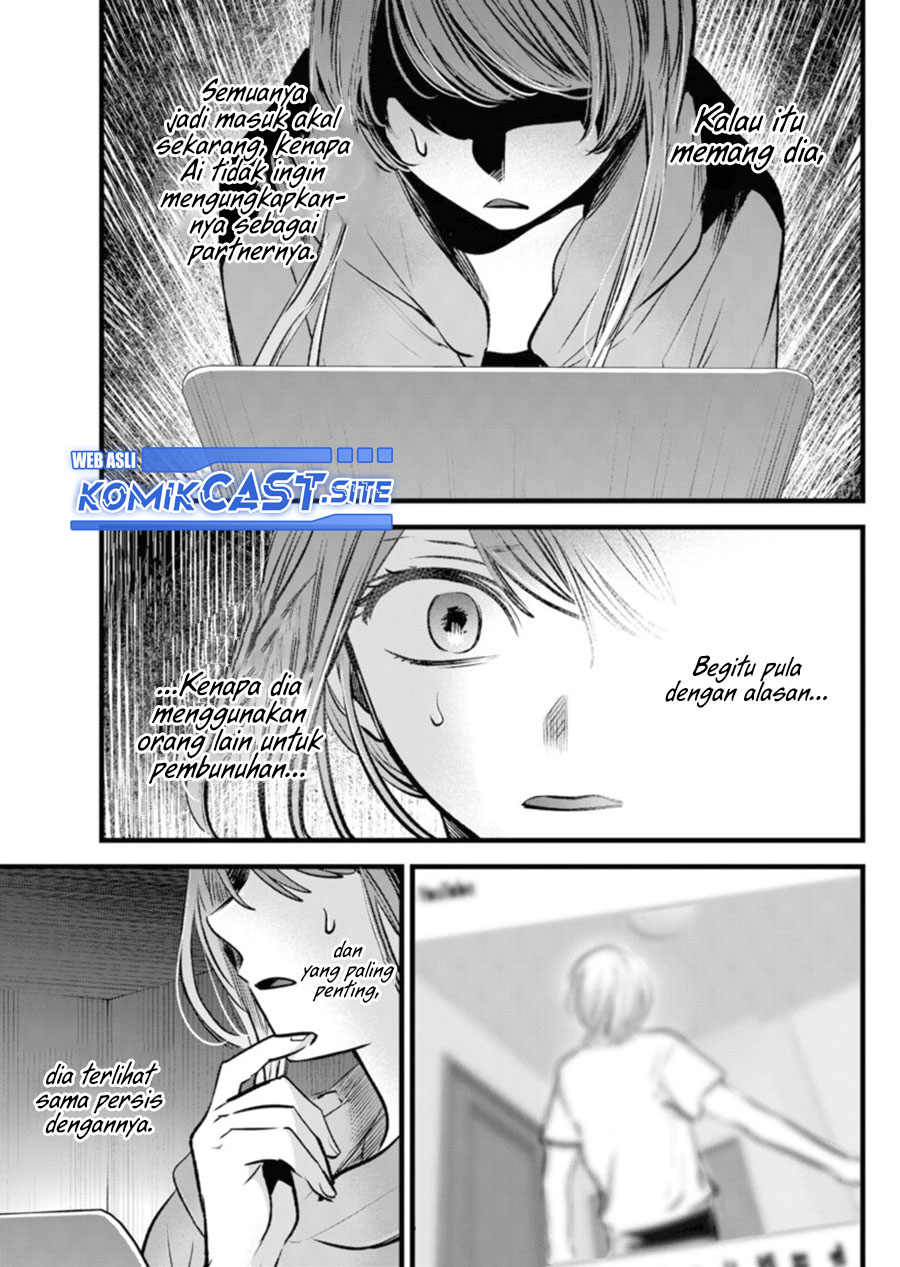 Kalau itu
memang dia,
Semuanya
jadi masuk akal
sekarang, kenapa
Ai tidak ingin
mengungkapkan-
nya sebagai
partnernya.
WEB ASLI
KOMIKCAST.SITE
Begitu pula
dengan alasan...
...Kenapa dia
menggunakan
orang lain untuk
pembunuhan...
dan
yang paling
penting,
dia terlihat
sama persis
dengannya.